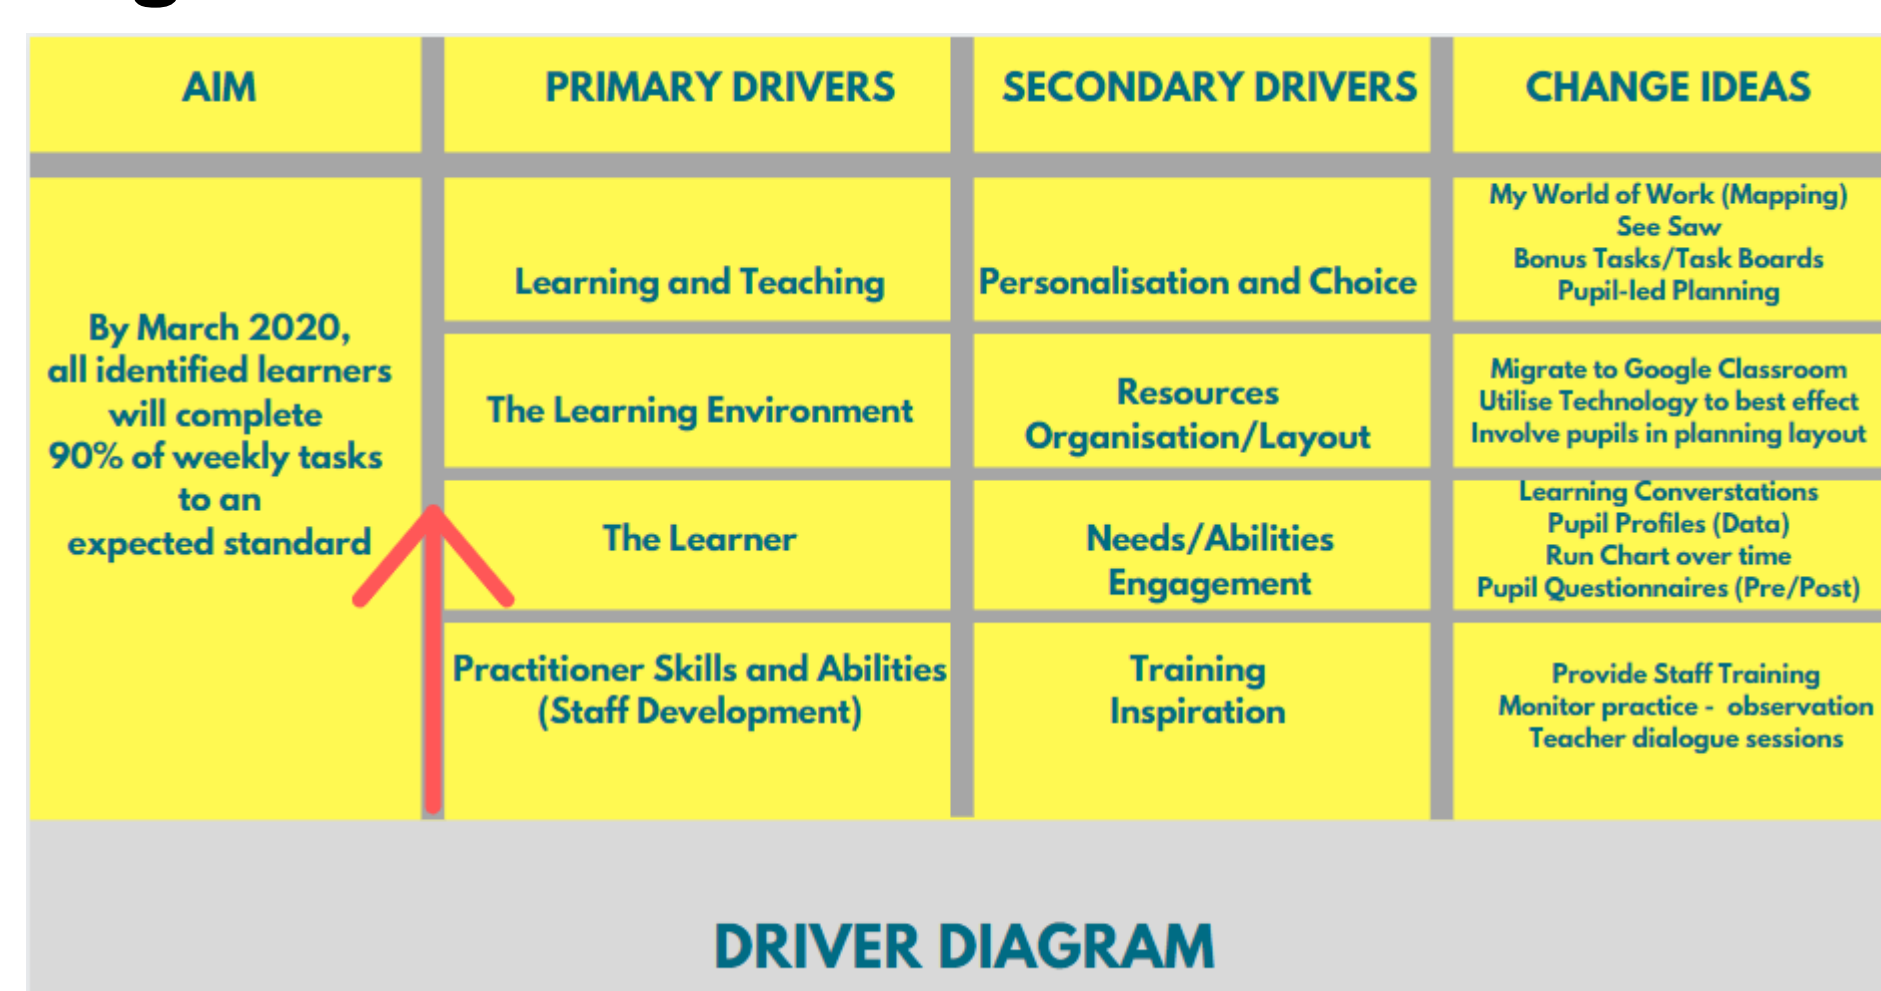 AIM
PRIMARY DRIVERS
SECONDARY DRIVERS
CHANGE IDEAS
By March 2020,
all identified learners
will complete
90% of weekly tasks
to an
expected standard
Learning and Teaching
Personalisation and Choice
My World of Work (Mapping)
See Saw
Bonus Tasks/Task Boards
Pupil-led Planning
The Learning Environment
Resources
Organisation/Layout
Migrate to Google Classroom
Utilise Technology to best effect
Involve pupils in planning layout
The Learner
Needs/Abilities
Engagement
Learning Converstations
Pupil Profiles (Data)
Run Chart over time
Pupil Questionnaires (Pre/Post)
Practitioner Skills and Abilities
(Staff Development)
Training
Inspiration
Provide Staff Training
Monitor practice - observation
Teacher dialogue sessions
DRIVER DIAGRAM